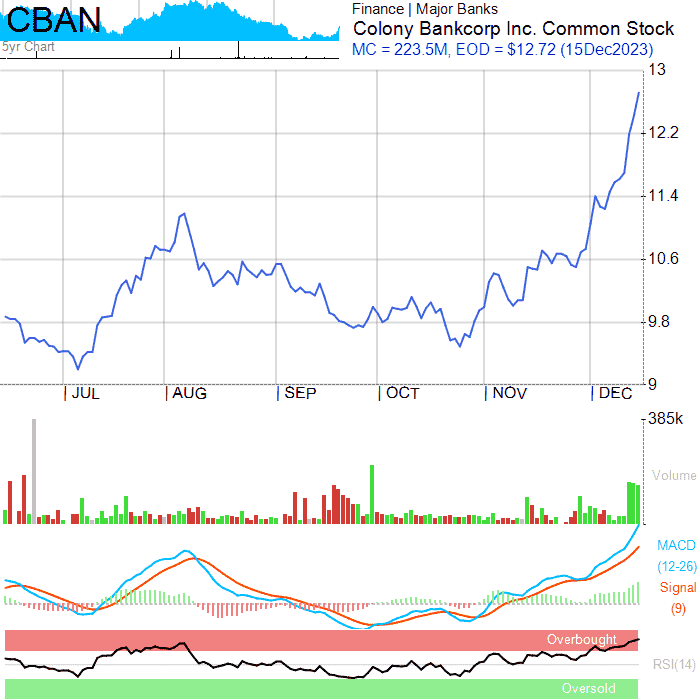 CBAN
5yr Chart
Finance | Major Banks
Colony Bankcorp Inc. Common Stock
MC = 223.5M, EOD = $12.72 (15Dec2023)
13
12.2
11.4
10.6
9.8
9
JUL AUG SEP OCT NOV DEC
385k
Volume
MACD
(12-26)
Signal
(9)
Overbought
RSI(14)
Oversold